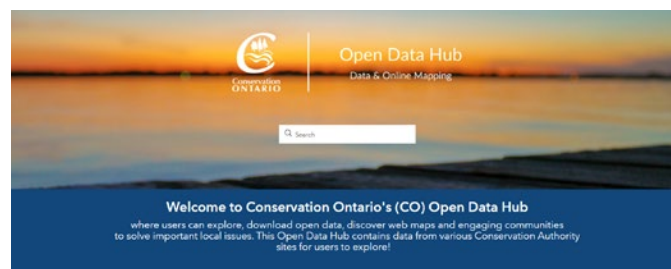 Conservation
ONTARIO
Open Data Hub
Data & Online Mapping
Search
Welcome to Conservation Ontario's (CO) Open Data Hub
where users can explore, download open data, discover web maps and engaging communities
to solve important local issues. This Open Data Hub contains data from various Conservation Authority
sites for users to explore!